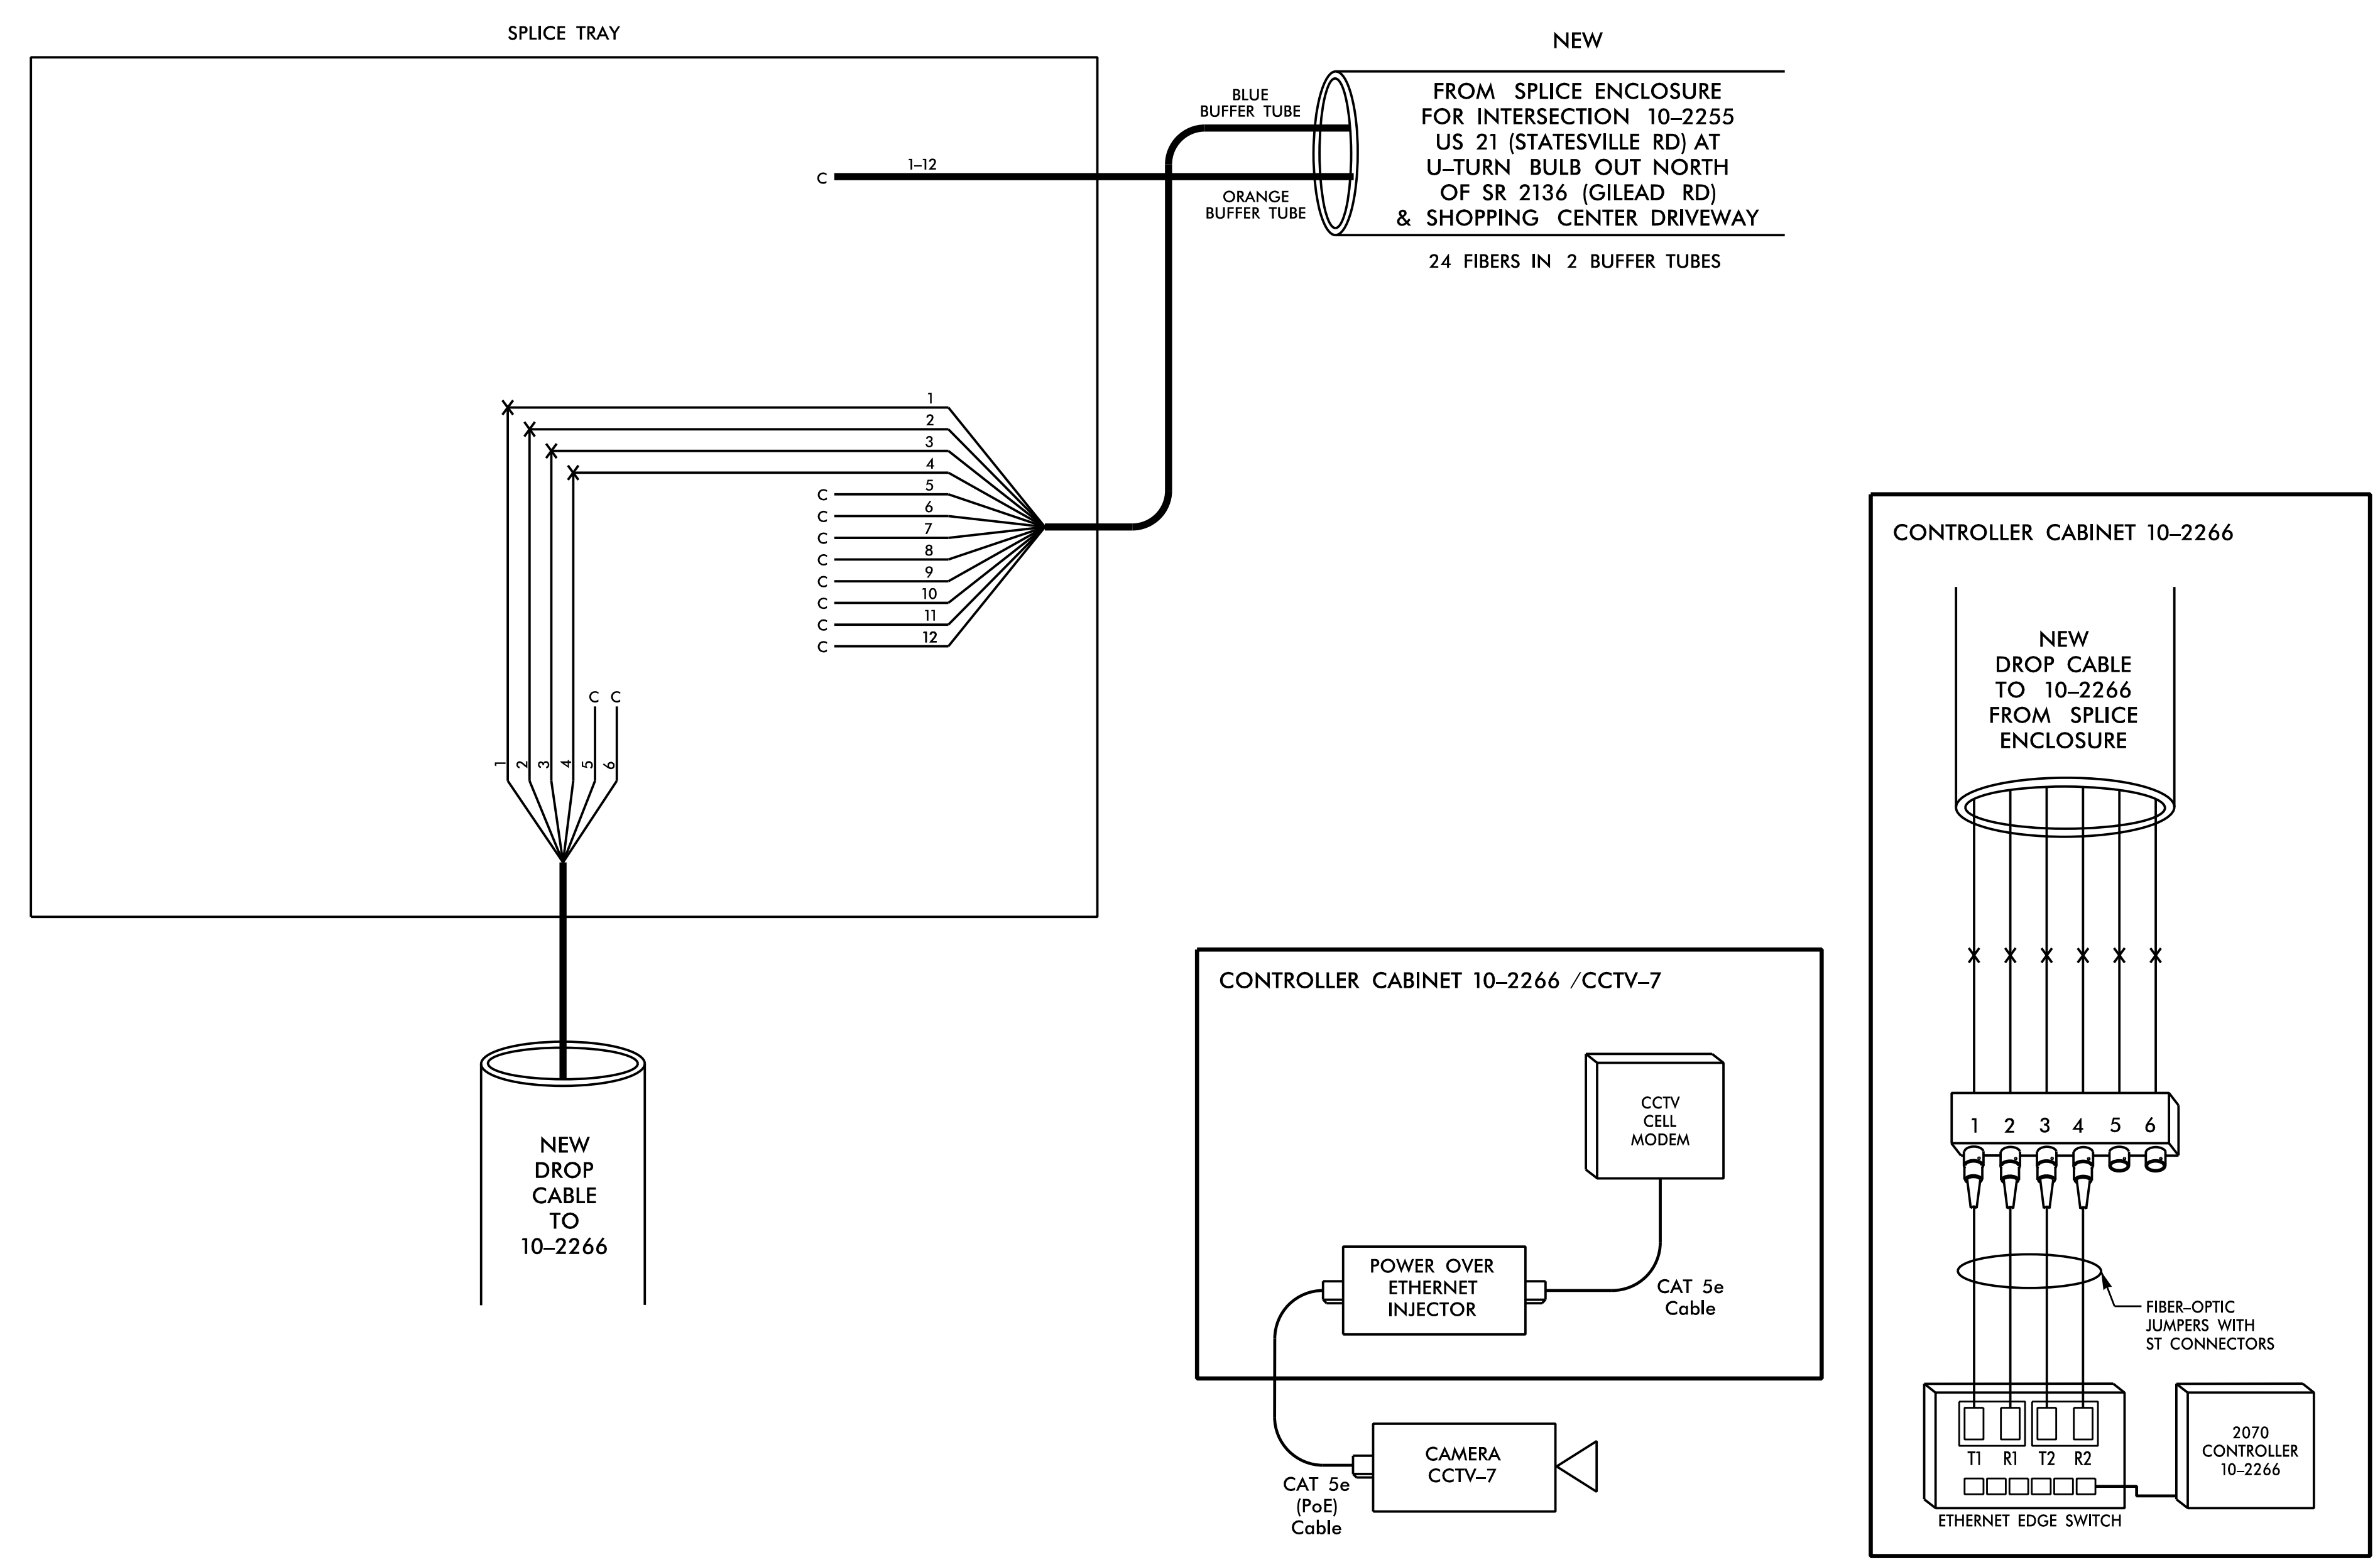 SPLICE TRAY
NEW
BLUE
BUFFER TUBE
FROM SPLICE ENCLOSURE
FOR INTERSECTION 10–2255
US 21 (STATESVILLE RD) AT
U–TURN BULB OUT NORTH
OF SR 2136 (GILEAD RD)
& SHOPPING CENTER DRIVEWAY
C
1–12
ORANGE
BUFFER TUBE
24 FIBERS IN 2 BUFFER TUBES
1
2
3
4
C 5
C 6
C 7
C 8
C 9
C 10
C 11
C 12
C C
1 2 3 4 5 6
NEW
DROP
CABLE
TO
10–2266
CONTROLLER CABINET 10–2266 /CCTV–7
CCTV
CELL
MODEM
POWER OVER
ETHERNET
INJECTOR
CAT 5e
Cable
CAMERA
CCTV–7
CAT 5e
(PoE)
Cable
CONTROLLER CABINET 10–2266
NEW
DROP CABLE
TO 10–2266
FROM SPLICE
ENCLOSURE
1 2 3 4 5 6
FIBER–OPTIC
JUMPERS WITH
ST CONNECTORS
T1 R1 T2 R2
2070
CONTROLLER
10–2266
ETHERNET EDGE SWITCH